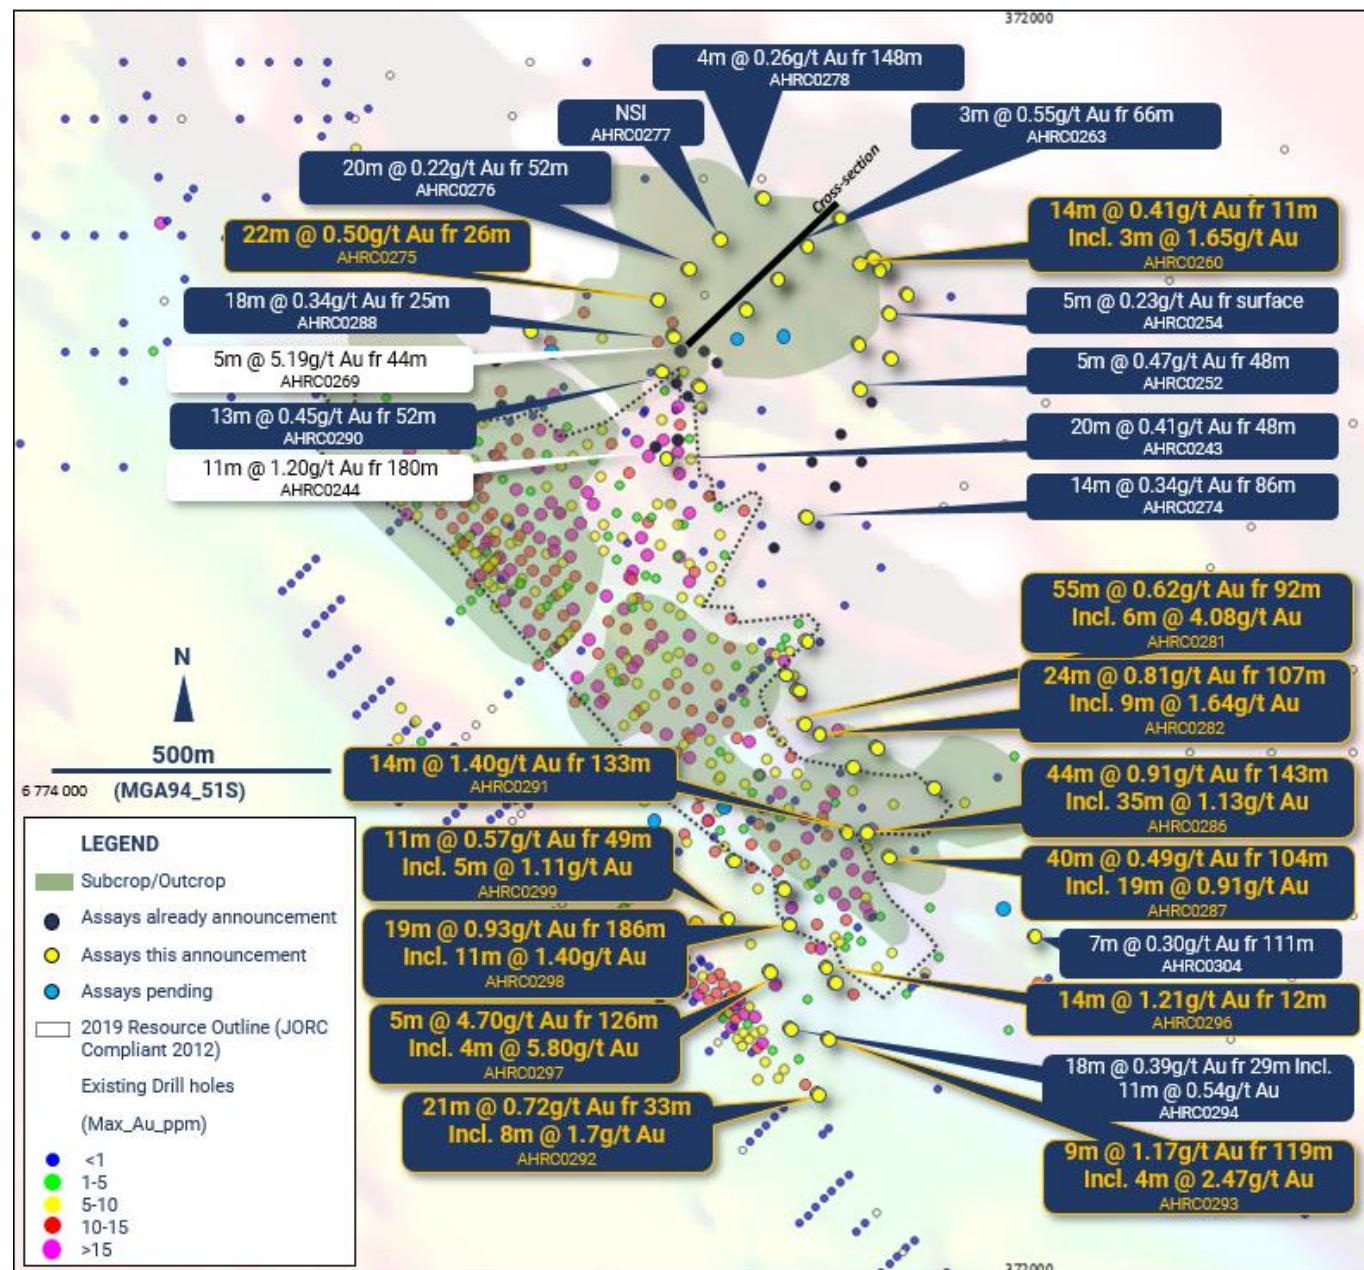 372000
4m @ 0.26g/t Au fr 148m
AHRC0278
NSI
AHRC0277
3m @ 0.55g/t Au fr 66m
AHRC0263
20m @ 0.22g/t Au fr 52m
AHRC0276
Cross-section
14m @ 0.41g/t Au fr 11m
Incl. 3m @ 1.65g/t Au
AHRC0260
22m @ 0.50g/t Au fr 26m
AHRC0275
18m @ 0.34g/t Au fr 25m
AHRC0288
5m @ 0.23g/t Au fr surface
AHRC0254
5m @ 5.19g/t Au fr 44m
AHRC0269
5m @ 0.47g/t Au fr 48m
AHRC0252
13m @ 0.45g/t Au fr 52m
AHRC0290
20m @ 0.41g/t Au fr 48m
AHRC0243
11m @ 1.20g/t Au fr 180m
AHRC0244
14m @ 0.34g/t Au fr 86m
AHRC0274
55m @ 0.62g/t Au fr 92m
Incl. 6m @ 4.08g/t Au
AHRC0281
24m @ 0.81g/t Au fr 107m
Incl. 9m @ 1.64g/t Au
AHRC0282
N
500m
(MGA94_51S)
6 774 000
14m @ 1.40g/t Au fr 133m
AHRC0291
44m @ 0.91g/t Au fr 143m
Incl. 35m @ 1.13g/t Au
AHRC0286
11m @ 0.57g/t Au fr 49m
Incl. 5m @ 1.11g/t Au
AHRC0299
40m @ 0.49g/t Au fr 104m
Incl. 19m @ 0.91g/t Au
AHRC0287
19m @ 0.93g/t Au fr 186m
Incl. 11m @ 1.40g/t Au
AHRC0298
7m @ 0.30g/t Au fr 111m
AHRC0304
14m @ 1.21g/t Au fr 12m
AHRC0296
5m @ 4.70g/t Au fr 126m
Incl. 4m @ 5.80g/t Au
AHRC0297
18m @ 0.39g/t Au fr 29m Incl.
11m @ 0.54g/t Au
AHRC0294
21m @ 0.72g/t Au fr 33m
Incl. 8m @ 1.7g/t Au
AHRC0292
9m @ 1.17g/t Au fr 119m
Incl. 4m @ 2.47g/t Au
AHRC0293
LEGEND
Subcrop/Outcrop
Assays already announcement
Assays this announcement
Assays pending
2019 Resource Outline (JORC
Compliant 2012)
Existing Drill holes
(Max_Au_ppm)
<1
1-5
5-10
10-15
>15
372000